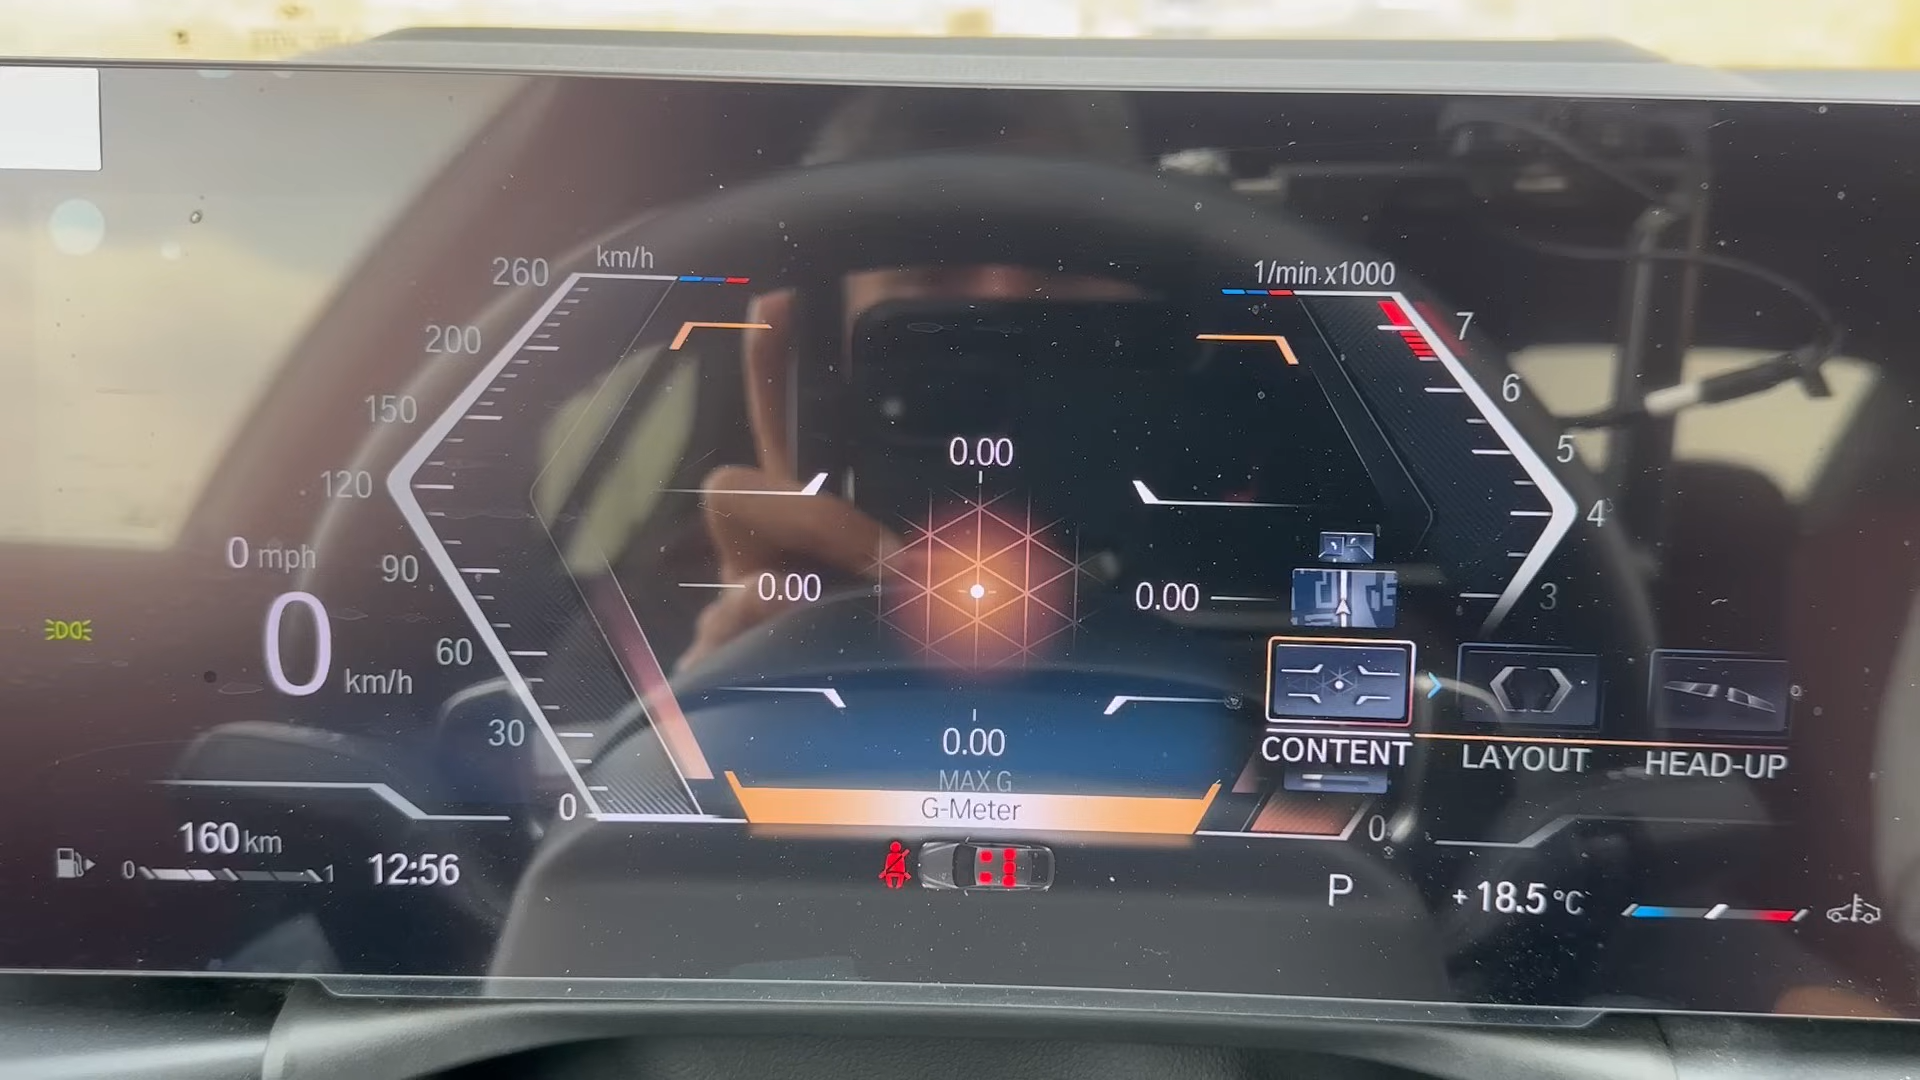 km/h
260
200
150
120
90
60
30
0
0 mph
0 km/h
160 km
0
1
12:56
1/min x1000
7
6
5
4
3
0
0.00
0.00
0.00
0.00
MAX G
G-Meter
CONTENT
LAYOUT
HEAD-UP
P
+18.5 °C